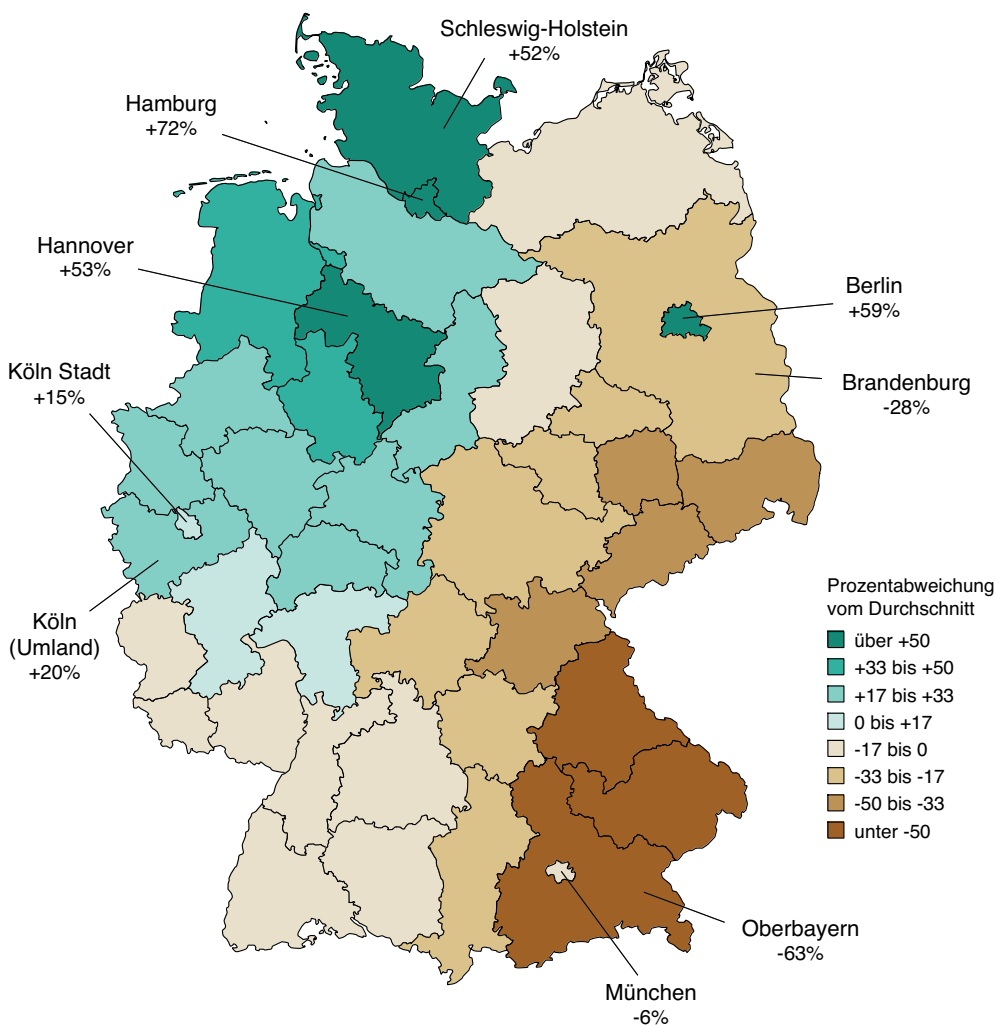 Schleswig-Holstein
+52%
Hamburg
+72%
Hannover
+53%
Berlin
+59%
Köln Stadt
+15%
Brandenburg
-28%
Köln
(Umland)
+20%
Prozentabweichung
vom Durchschnitt
über +50
+33 bis +50
+17 bis +33
0 bis +17
-17 bis 0
-33 bis -17
-50 bis -33
unter -50
Oberbayern
-63%
München
-6%